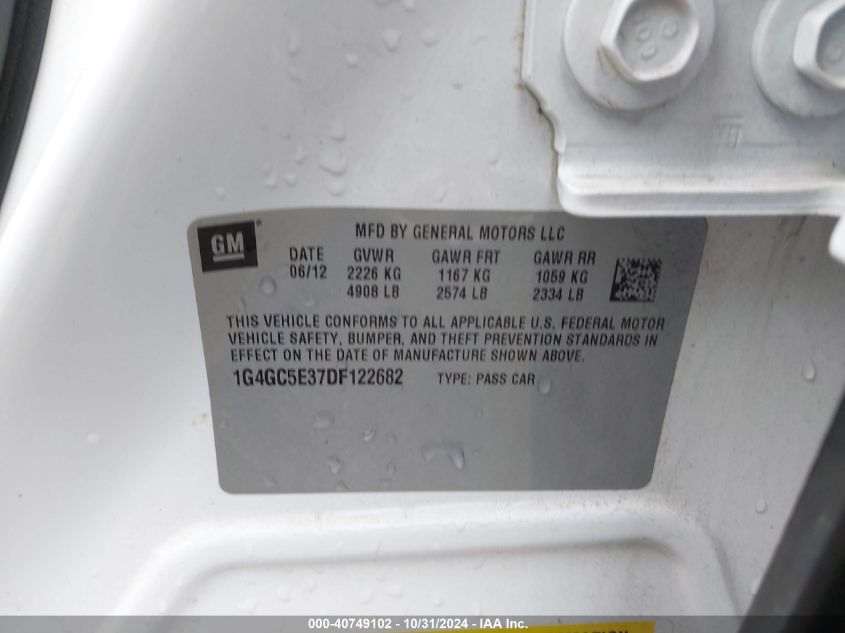 GM
MFD BY GENERAL MOTORS LLC
DATE GVWR GAWR FRT GAWR RR
06/12 2226 KG 1167 KG 1059 KG
4908 LB 2574 LB 2334 LB
THIS VEHICLE CONFORMS TO ALL APPLICABLE U.S. FEDERAL MOTOR
VEHICLE SAFETY, BUMPER, AND THEFT PREVENTION STANDARDS IN
EFFECT ON THE DATE OF MANUFACTURE SHOWN ABOVE.
1G4GC5E37DF122682 TYPE: PASS CAR
000-40749102 - 10/31/2024 - IAA Inc.